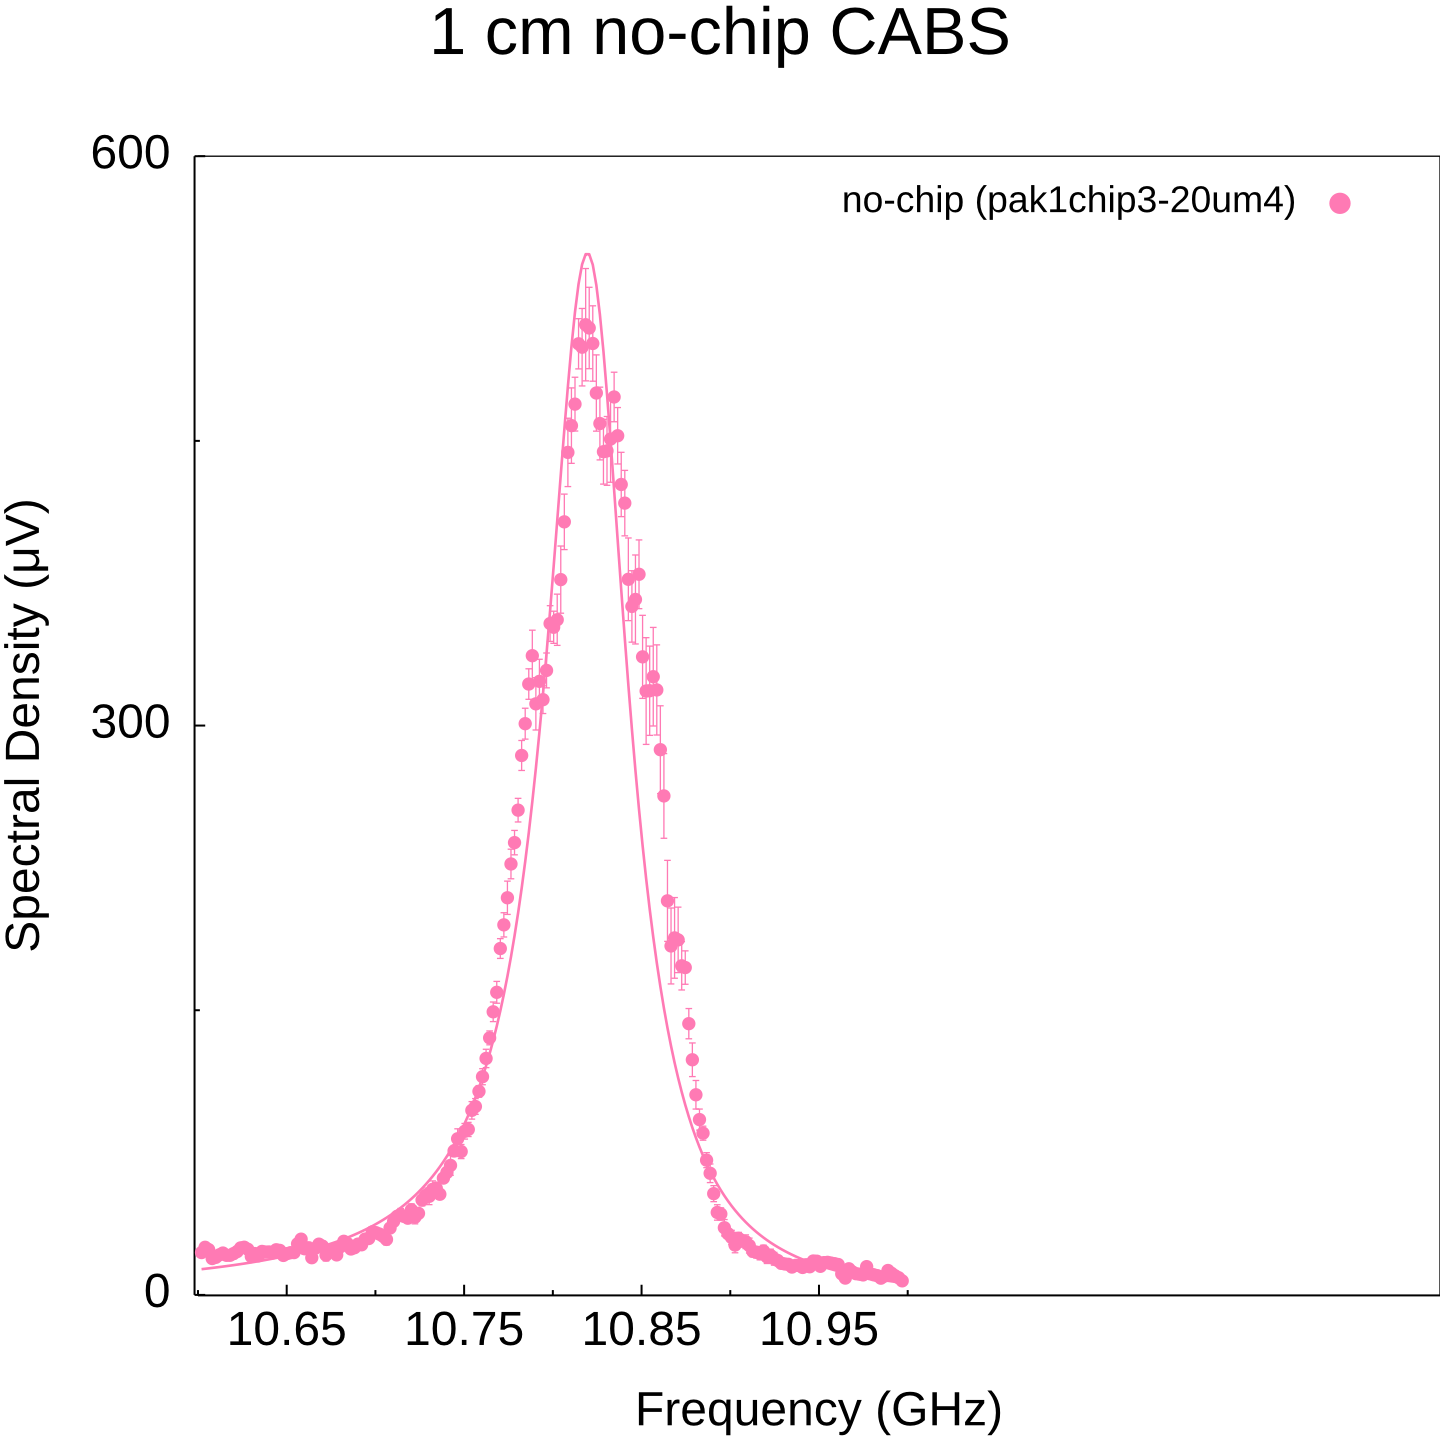 1 cm no-chip CABS
600
no-chip (pak1chip3-20um4)
Spectral Density (μV)
300
0
10.65 10.75 10.85 10.95
Frequency (GHz)